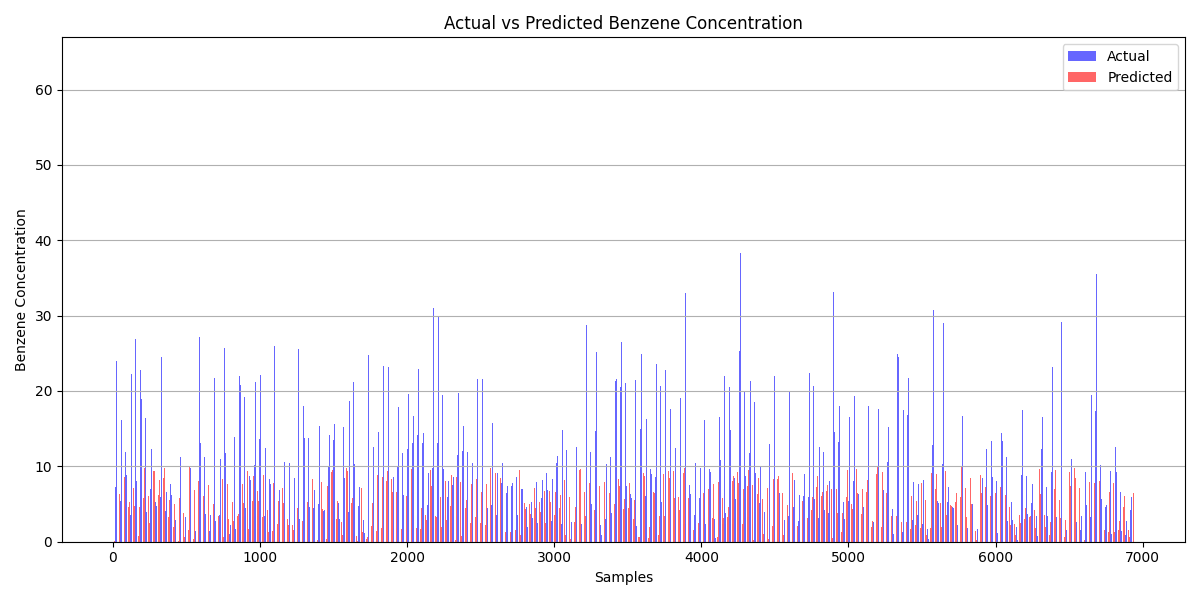 Actual vs Predicted Benzene Concentration
Actual
Predicted
60
50
40
30
20
10
0
Benzene Concentration
0 1000 2000 3000 4000 5000 6000 7000
Samples